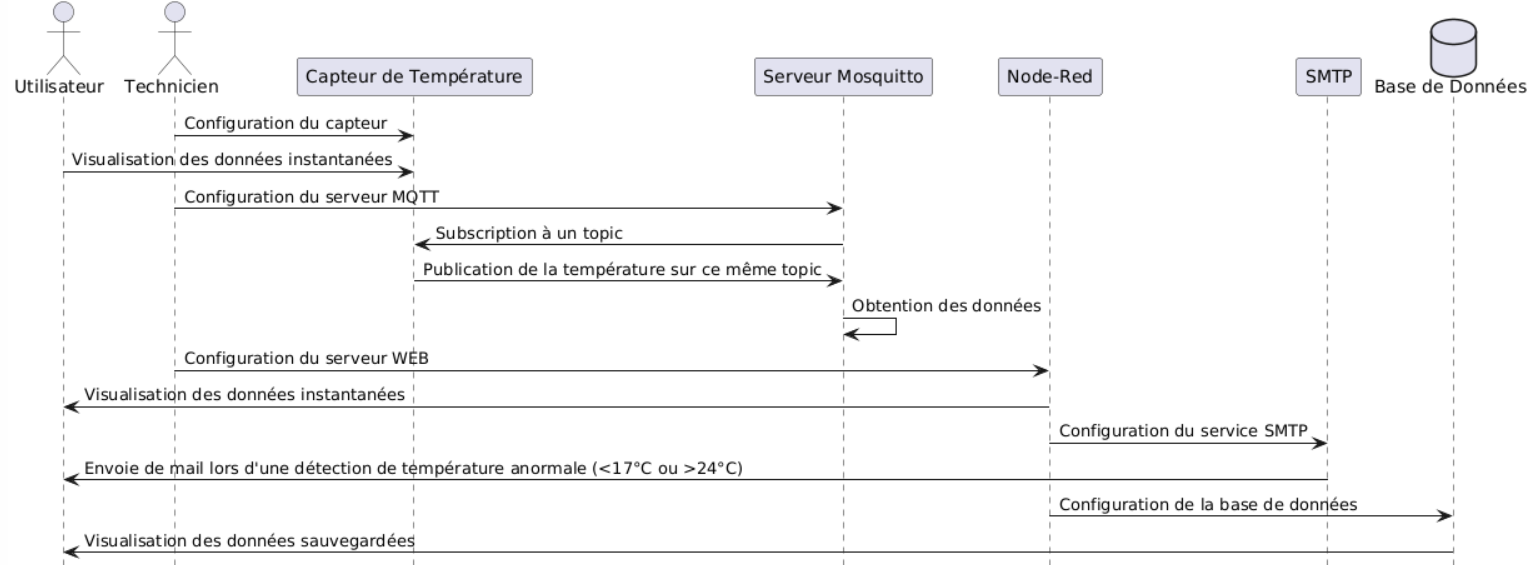 Utilisateur
Technicien
Capteur de Température
Serveur Mosquitto
Node-Red
SMTP
Base de Données
Configuration du capteur
Visualisation des données instantanées
Configuration du serveur MQTT
Subscription à un topic
Publication de la température sur ce même topic
Obtention des données
Configuration du serveur WEB
Visualisation des données instantanées
Configuration du service SMTP
Envoie de mail lors d'une détection de température anormale (<17°C ou >24°C)
Configuration de la base de données
Visualisation des données sauvegardées